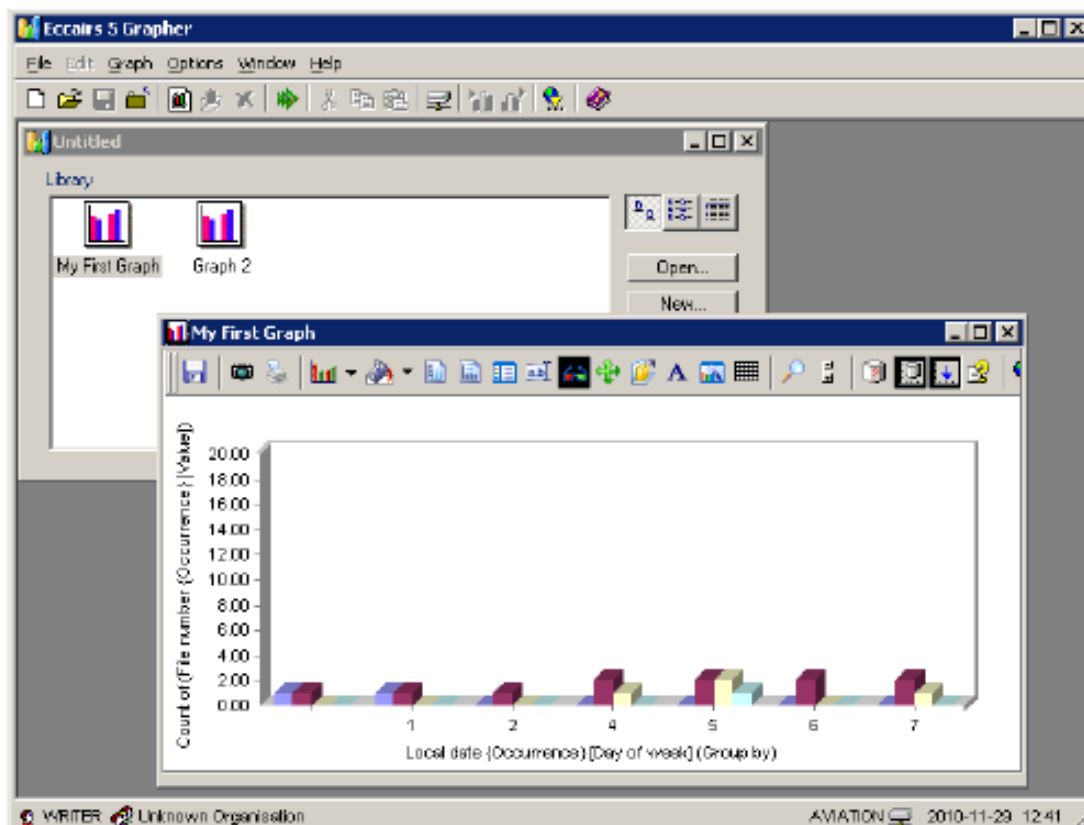 Eccairs 5 Grapher
File Edit Graph Options Window Help
Untitled
Library
My First Graph
Graph 2
Open...
New...
My First Graph
Count of (File number {Occurrence} [Value])
20.00
18.00
16.00
14.00
12.00
10.00
8.00
6.00
4.00
2.00
0.00
1 2 4 5 6 7
Local date {Occurrence} [Day of week] (Group by)
WRITER Unknown Organisation AVIATION 2010-11-29 12:41